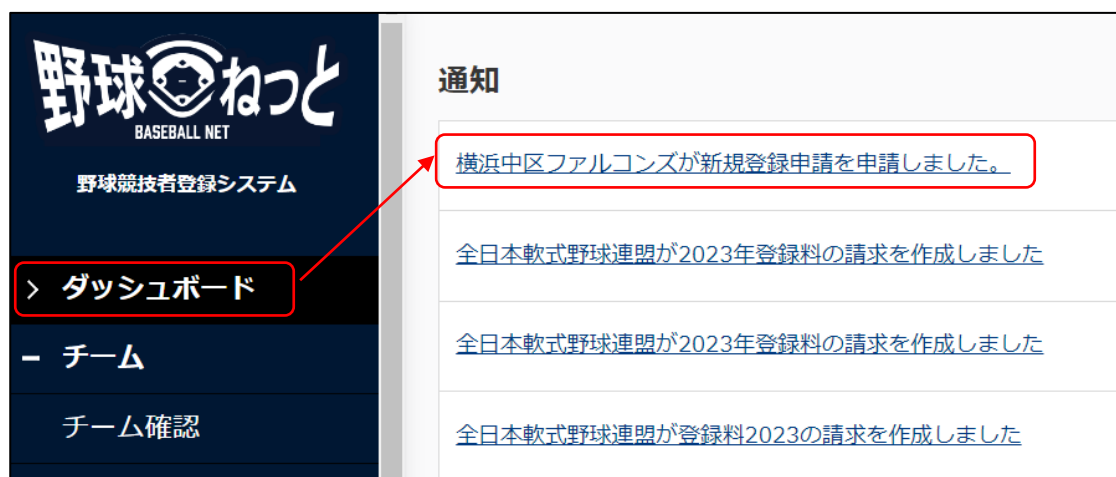 野球ねっと
BASEBALL NET
野球競技者登録システム
> ダッシュボード
− チーム
チーム確認
通知
横浜中区ファルコンズが新規登録申請を申請しました。
全日本軟式野球連盟が2023年登録料の請求を作成しました
全日本軟式野球連盟が2023年登録料の請求を作成しました
全日本軟式野球連盟が登録料2023の請求を作成しました